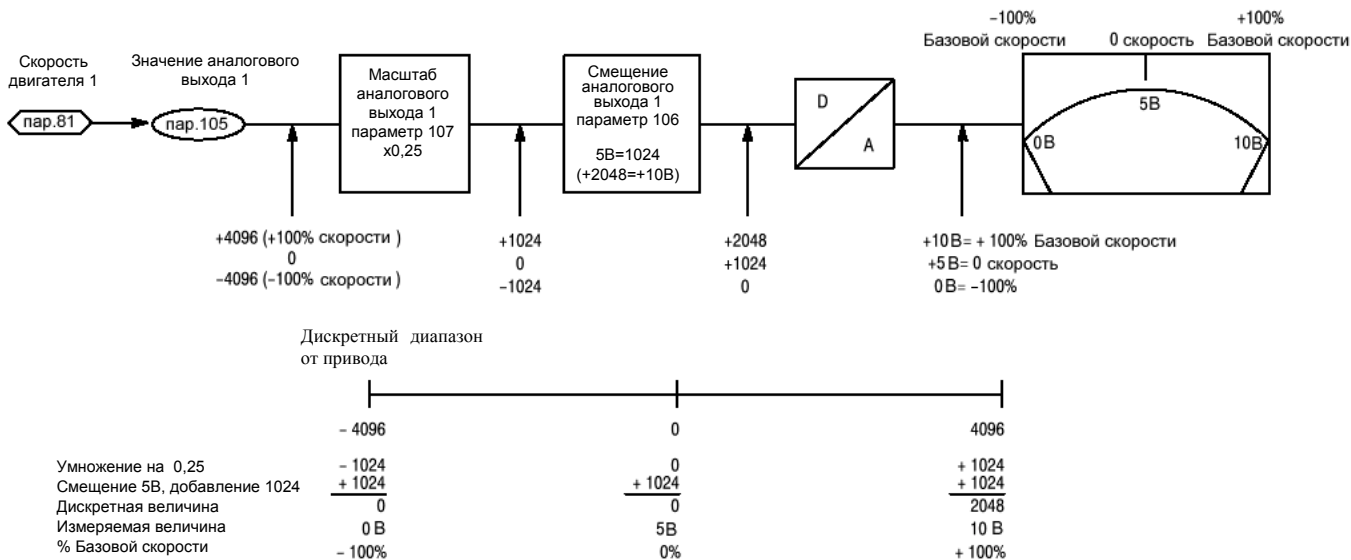 −100%
Базовой скорости
0 скорость
+100%
Базовой скорости
Скорость
двигателя 1
Значение аналогового
выхода 1
пар.81
пар.105
Масштаб
аналогового
выхода 1
параметр 107
x0,25
Смещение
аналогового
выхода 1
параметр 106
5В=1024
(+2048=+10В)
D
A
0В
5В
10В
+4096 (+100% скорости )
0
−4096 (−100% скорости )
+1024
0
−1024
+2048
+1024
0
+10В= + 100% Базовой скорости
+5В= 0 скорость
0В= −100%
Дискретный диапазон
от привода
− 4096 0 4096
Умножение на 0,25 − 1024 0 + 1024
Смещение 5В, добавление 1024 + 1024 + 1024 + 1024
Дискретная величина 0 0 2048
Измеряемая величина 0 В 5В 10 В
% Базовой скорости − 100% 0% + 100%